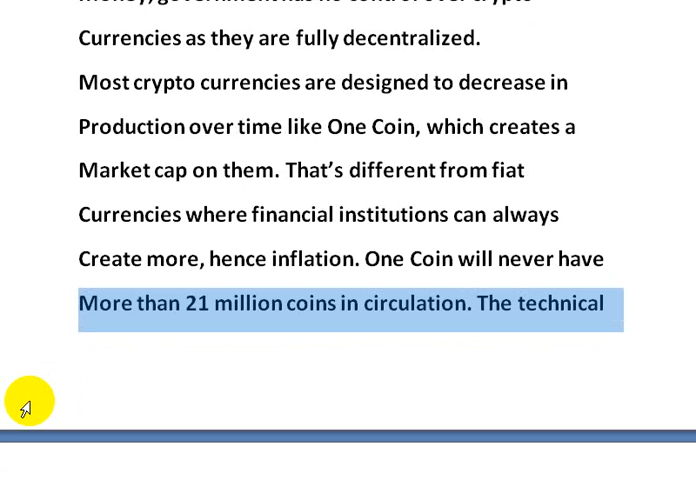 Currencies as they are fully decentralized.
Most crypto currencies are designed to decrease in
Production over time like One Coin, which creates a
Market cap on them. That's different from fiat
Currencies where financial institutions can always
Create more, hence inflation. One Coin will never have
More than 21 million coins in circulation. The technical